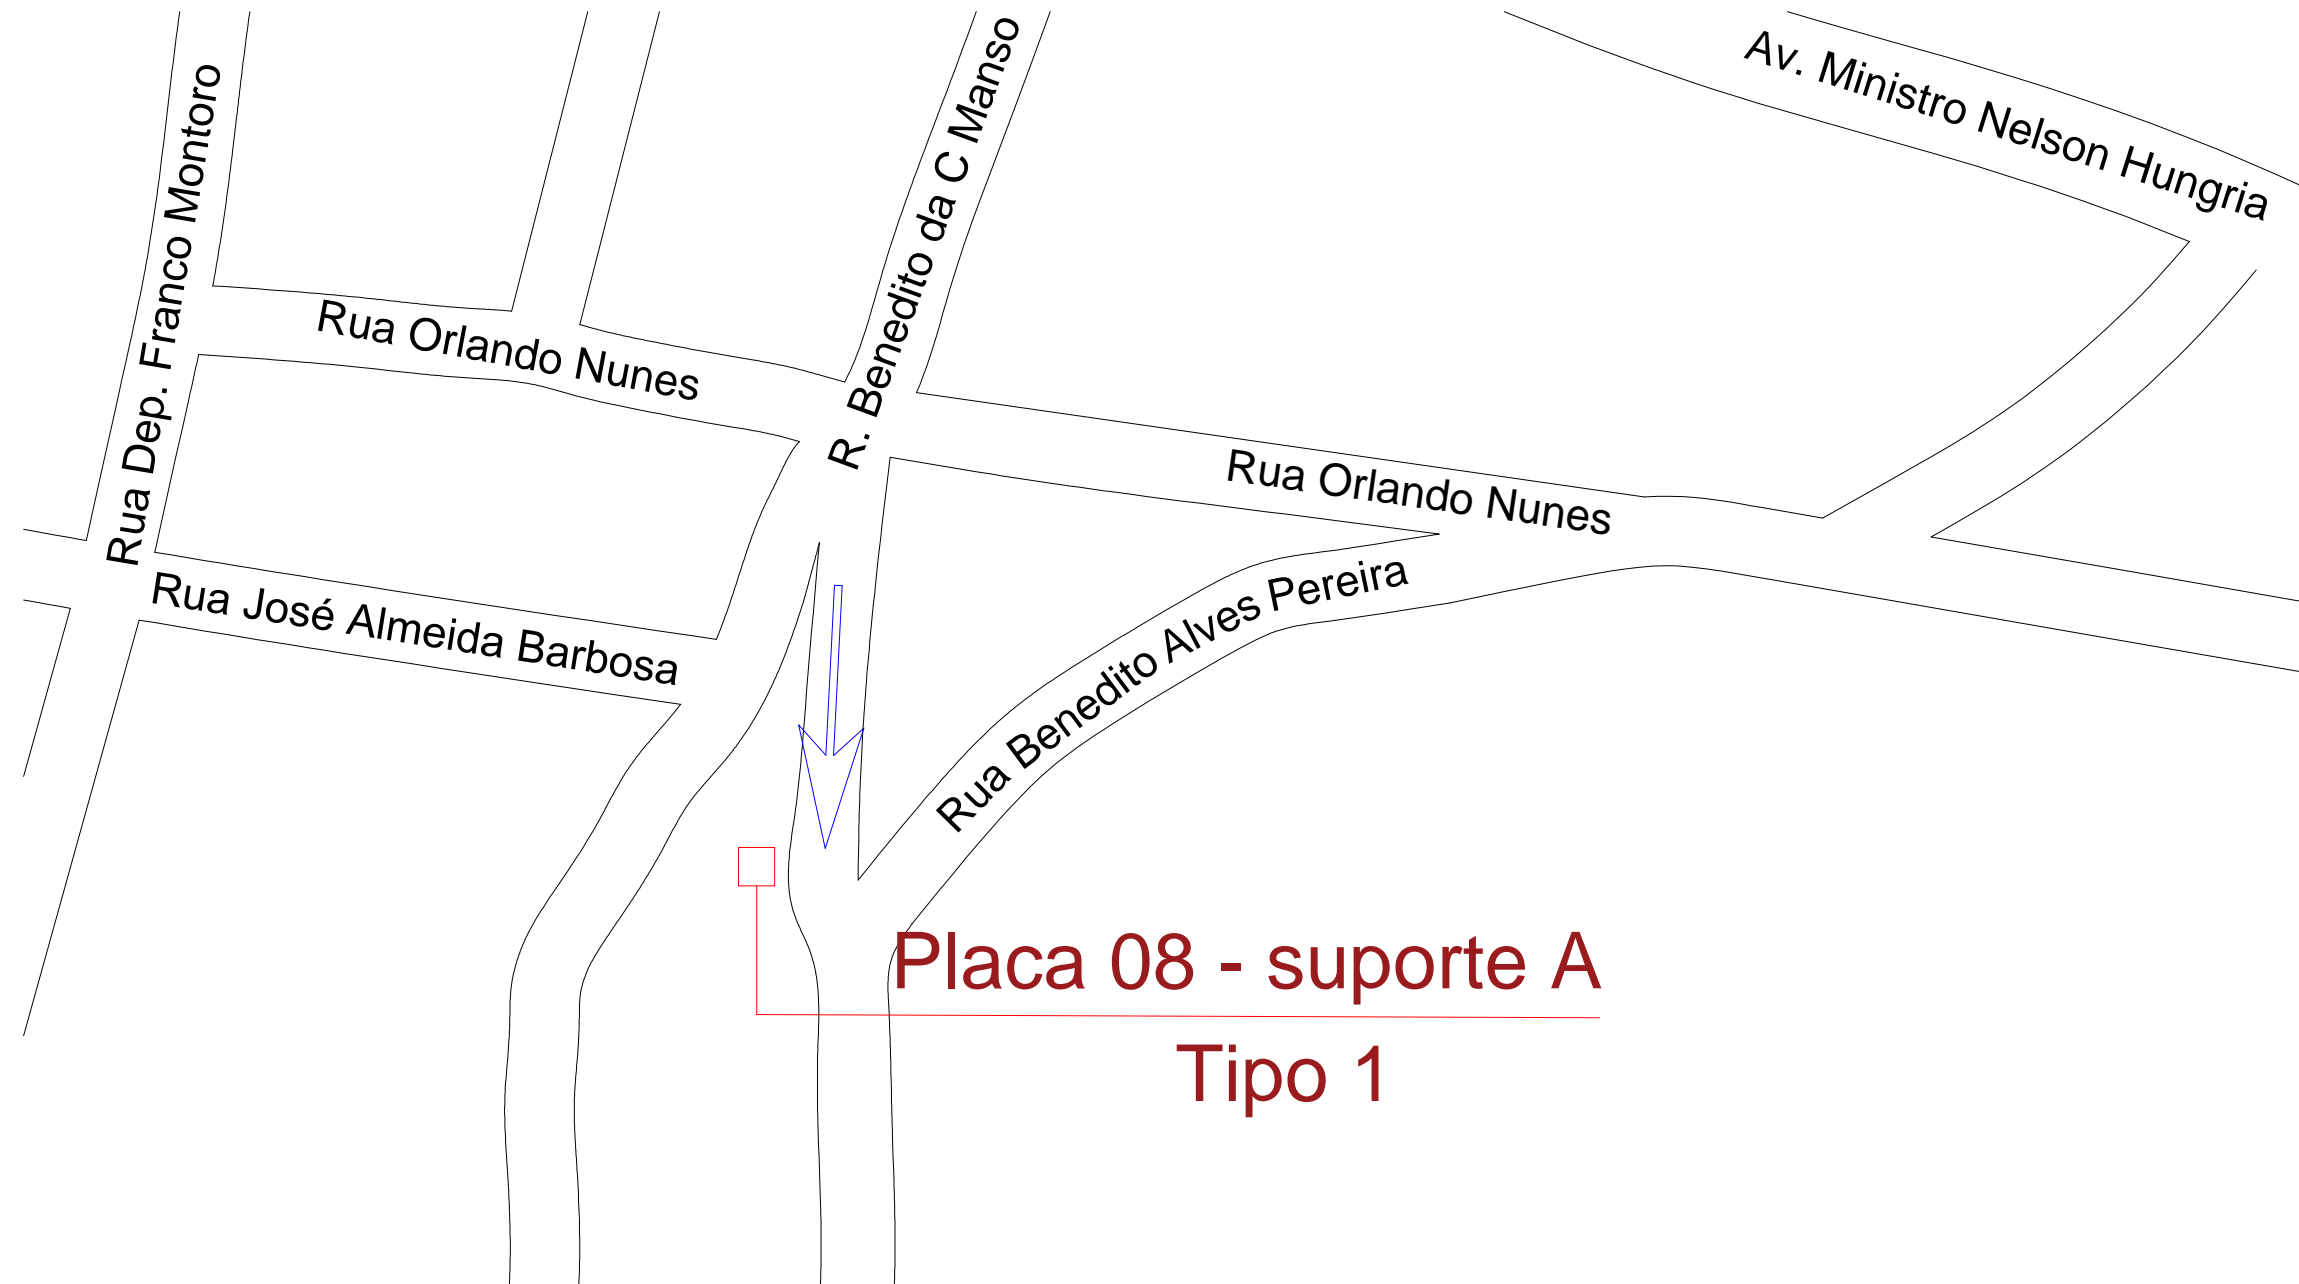 Av. Ministro Nelson Hungria
R. Benedito da C Manso
Rua Dep. Franco Montoro
Rua Orlando Nunes
Rua Orlando Nunes
Rua José Almeida Barbosa
Rua Benedito Alves Pereira
Placa 08 - suporte A
Tipo 1